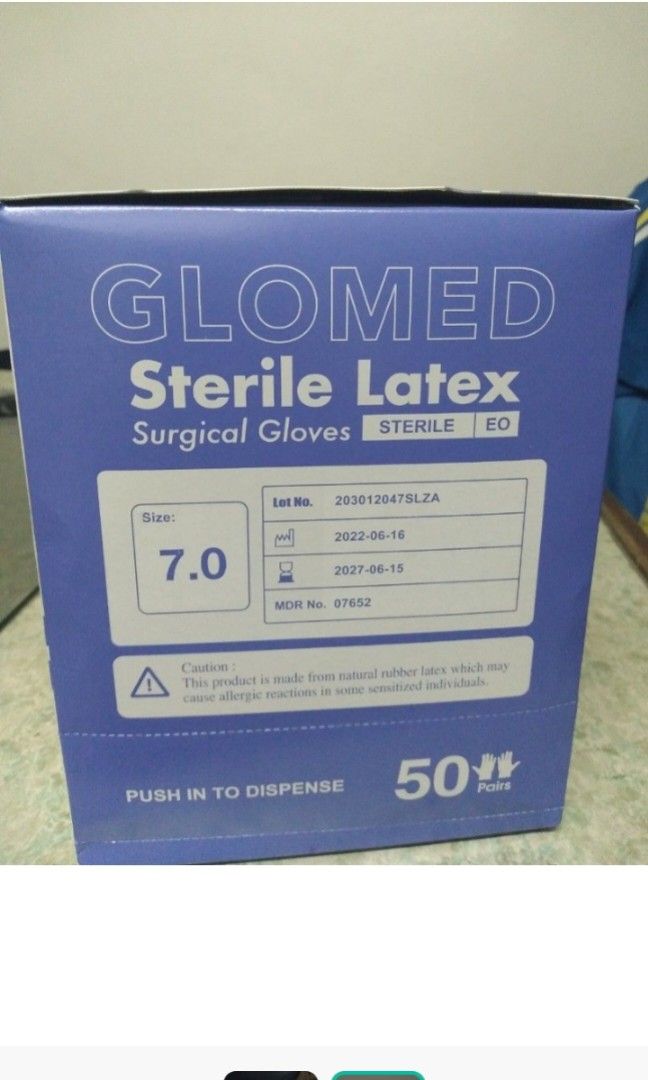 GLOMED
Sterile Latex
Surgical Gloves STERILE EO
Size:
7.0
Lot No. 203012047SLZA
2022-06-16
2027-06-15
MDR No. 07652
Caution :
This product is made from natural rubber latex which may
cause allergic reactions in some sensitized individuals.
PUSH IN TO DISPENSE
50
Pairs